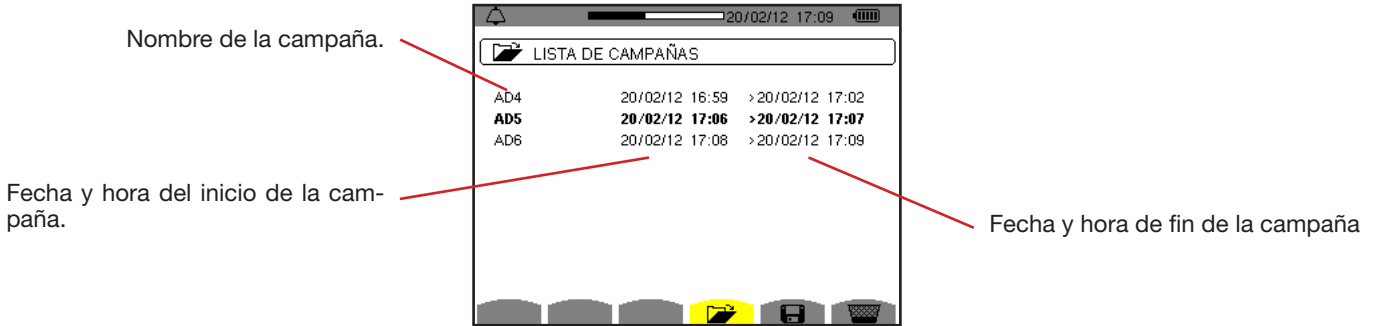 20/02/12 17:09
Nombre de la campaña.
LISTA DE CAMPAÑAS
AD4 20/02/12 16:59 >20/02/12 17:02
AD5 20/02/12 17:06 >20/02/12 17:07
AD6 20/02/12 17:08 >20/02/12 17:09
Fecha y hora del inicio de la cam-
paña.
Fecha y hora de fin de la campaña